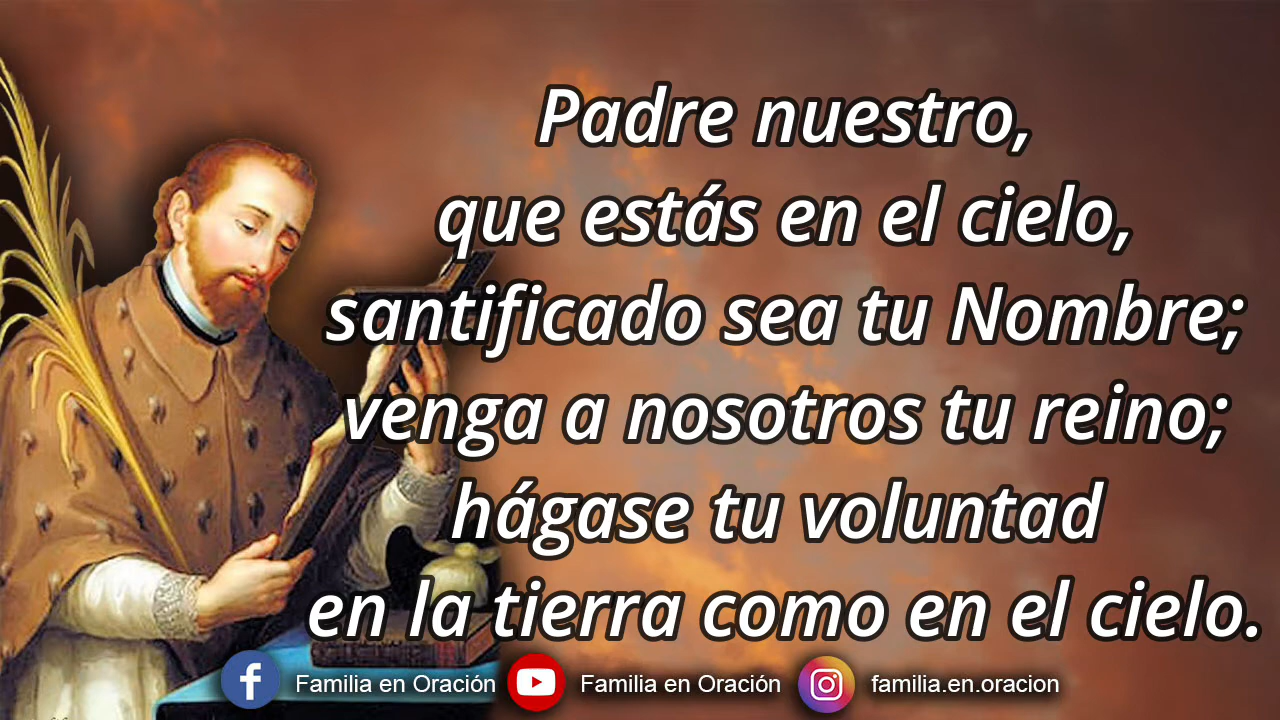 Padre nuestro,
que estás en el cielo,
santificado sea tu Nombre;
venga a nosotros tu reino;
hágase tu voluntad
en la tierra como en el cielo.
Familia en Oración Familia en Oración familia.en.oracion